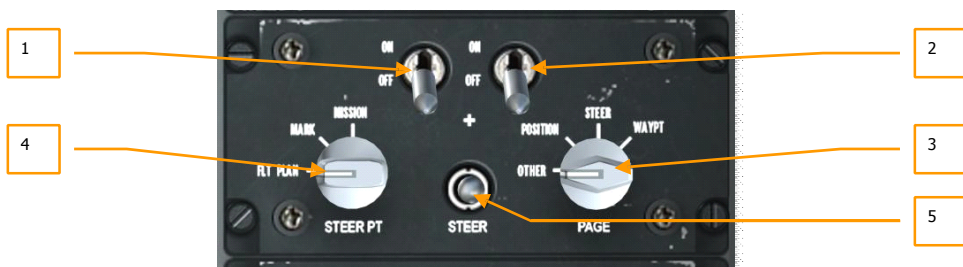 1
2
ON
ON
OFF
OFF
STEER
MISSION
MARK
POSITION
WAYPT
4
3
FLT PLAN
OTHER
STEER PT
STEER
PAGE
5